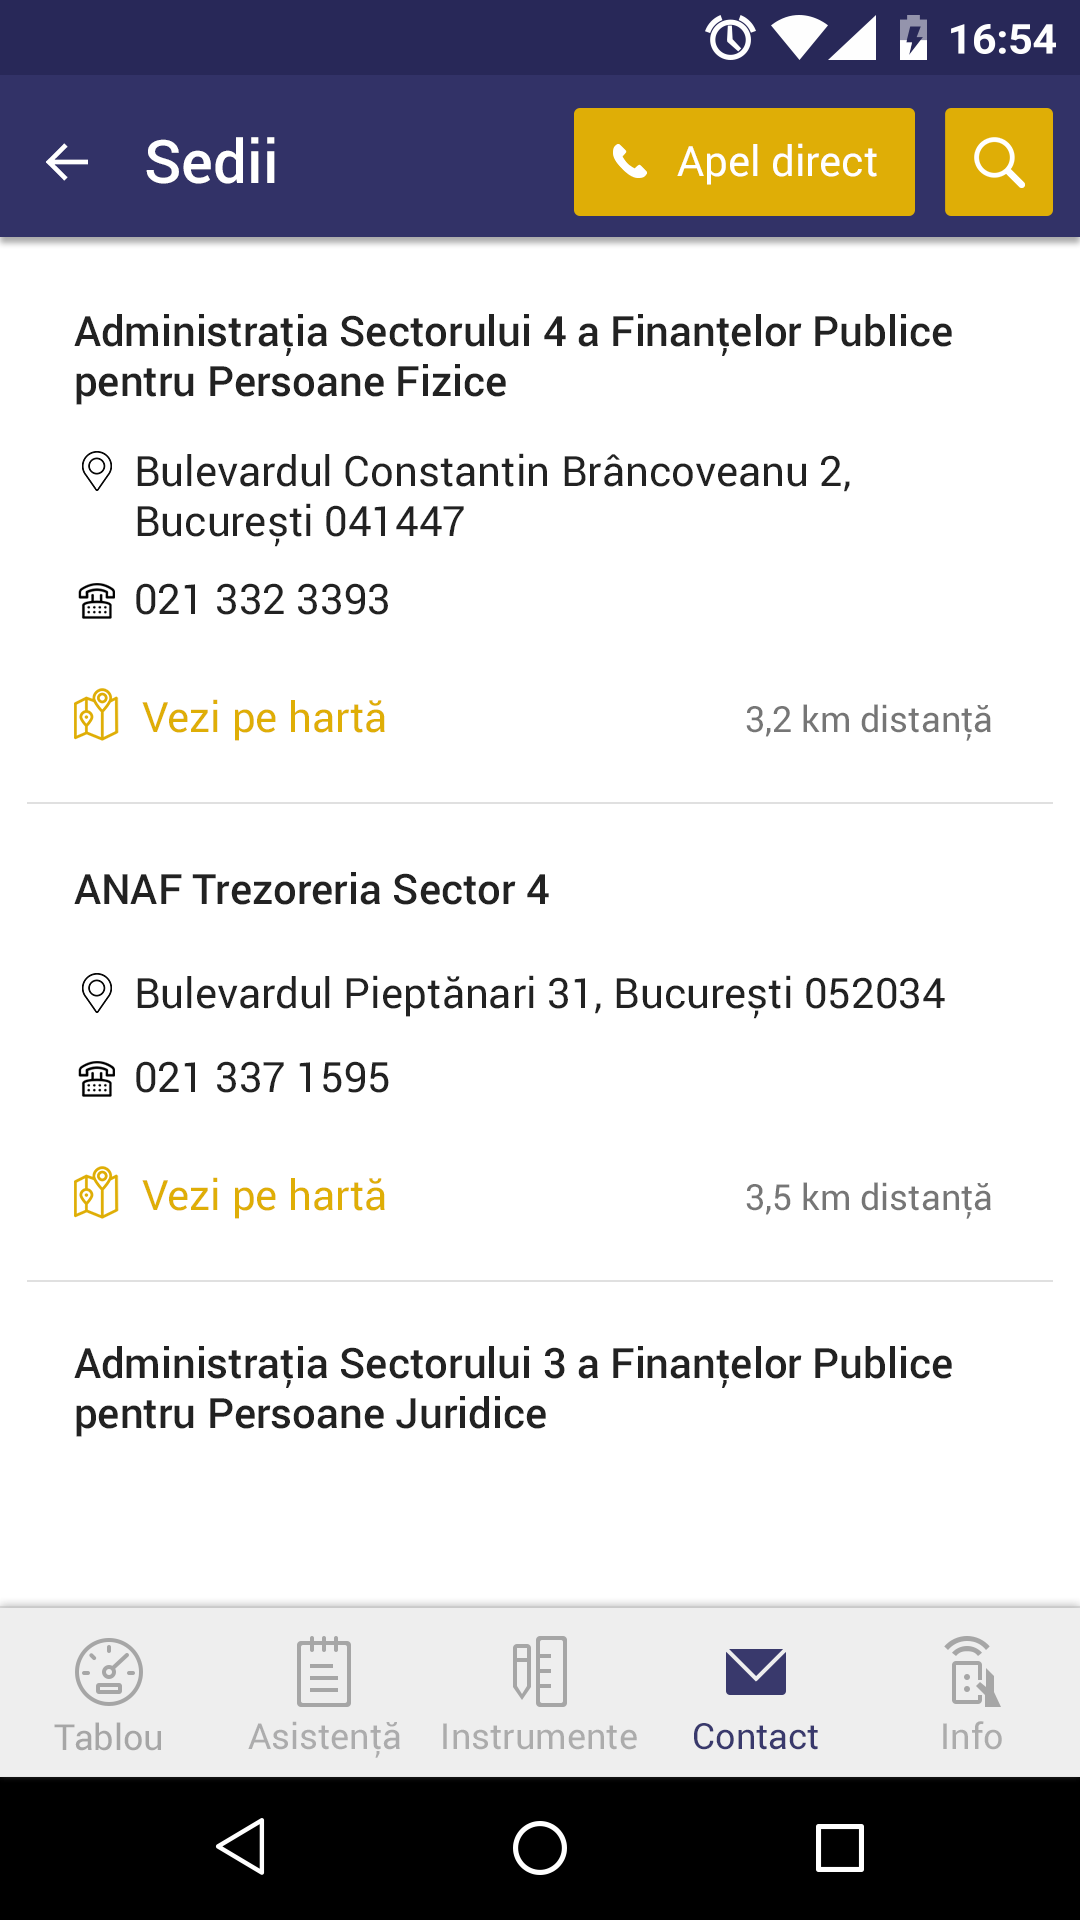 16:54
Sedii
Apel direct
Administrația Sectorului 4 a Finanțelor Publice
pentru Persoane Fizice
Bulevardul Constantin Brâncoveanu 2,
București 041447
021 332 3393
Vezi pe hartă
3,2 km distanță
ANAF Trezoreria Sector 4
Bulevardul Pieptănari 31, București 052034
021 337 1595
Vezi pe hartă
3,5 km distanță
Administrația Sectorului 3 a Finanțelor Publice
pentru Persoane Juridice
Tablou
Asistență
Instrumente
Contact
Info